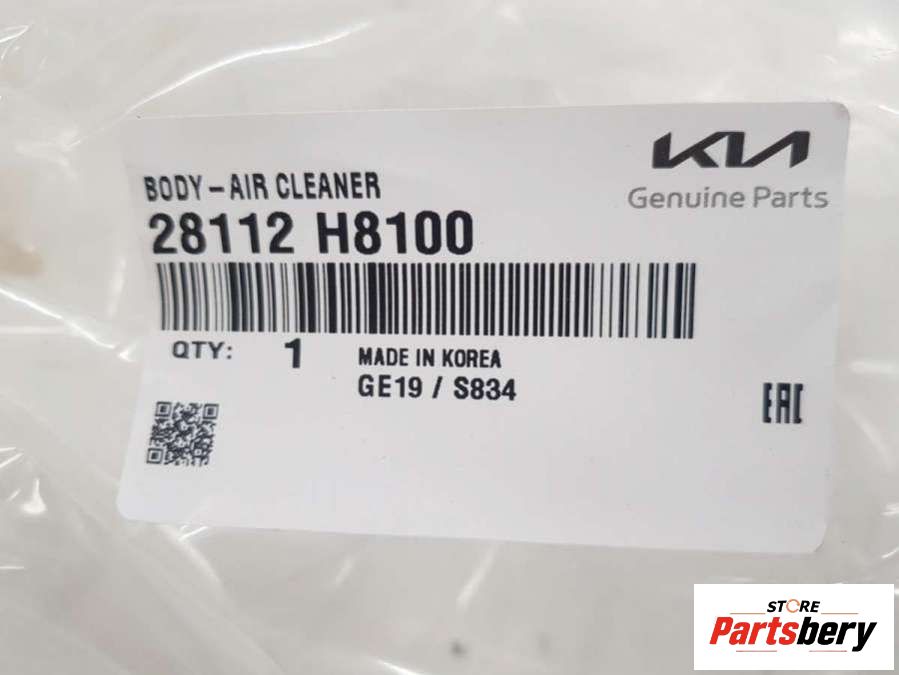 KIA
Genuine Parts
BODY - AIR CLEANER
28112 H8100
QTY: 1
MADE IN KOREA
GE19 / S834
EAC
STORE
Partsbery